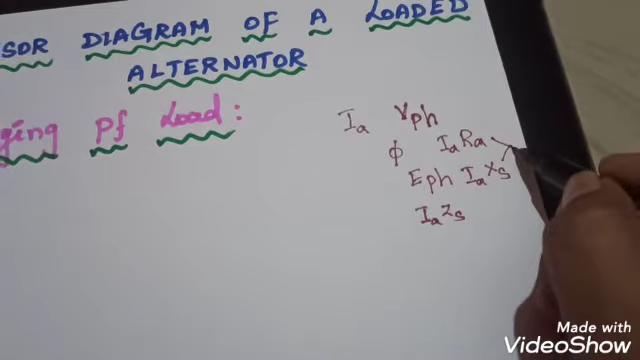 SOR DIAGRAM OF A LOADED
ALTERNATOR
ging pf Load:
Ia Vph
ϕ IaRa
Eph IaXs
IaZs
Made with
VideoShow